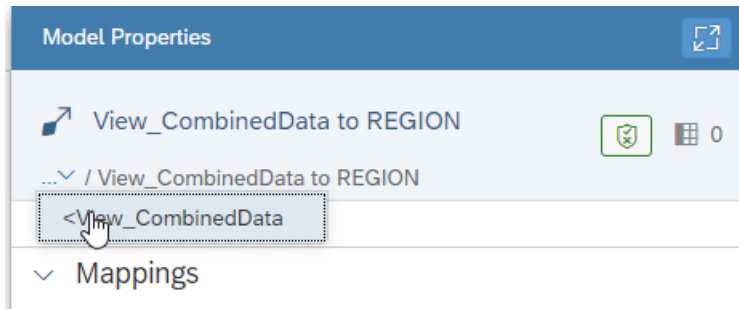 Model Properties
View_CombinedData to REGION
0
... / View_CombinedData to REGION
<View_CombinedData
Mappings